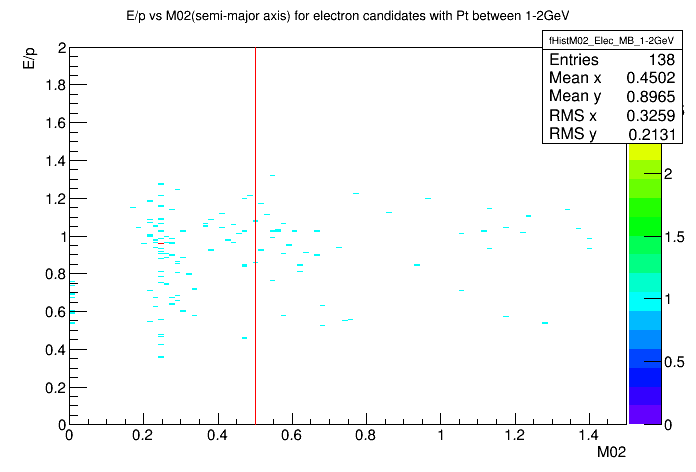 E/p vs M02(semi-major axis) for electron candidates with Pt between 1-2GeV
fHistM02_Elec_MB_1-2GeV
Entries 138
Mean x 0.4502
Mean y 0.8965
RMS x 0.3259
RMS y 0.2131
E/p
2
1.8
1.6
1.4
1.2
1
0.8
0.6
0.4
0.2
0
0 0.2 0.4 0.6 0.8 1 1.2 1.4
M02
2
1.5
1
0.5
0